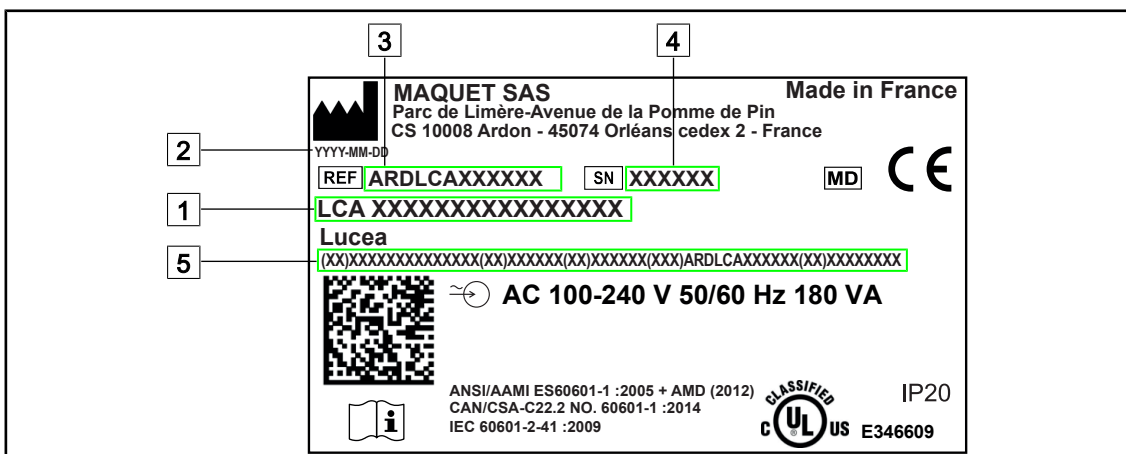 3 4
MAQUET SAS Made in France
Parc de Limère-Avenue de la Pomme de Pin
CS 10008 Ardon - 45074 Orléans cedex 2 - France
2 YYYY-MM-DD
REF ARDLCAXXXXXX SN XXXXXX MD CE
1 LCA XXXXXXXXXXXXXXXX
Lucea
5 (XX)XXXXXXXXXXXXXX(XX)XXXXXX(XX)XXXXXX(XXX)ARDLCAXXXXXX(XX)XXXXXXXX
AC 100-240 V 50/60 Hz 180 VA
ANSI/AAMI ES60601-1 :2005 + AMD (2012)
CAN/CSA-C22.2 NO. 60601-1 :2014
IEC 60601-2-41 :2009
i
CLASSIFIED
C UL US E346609
IP20